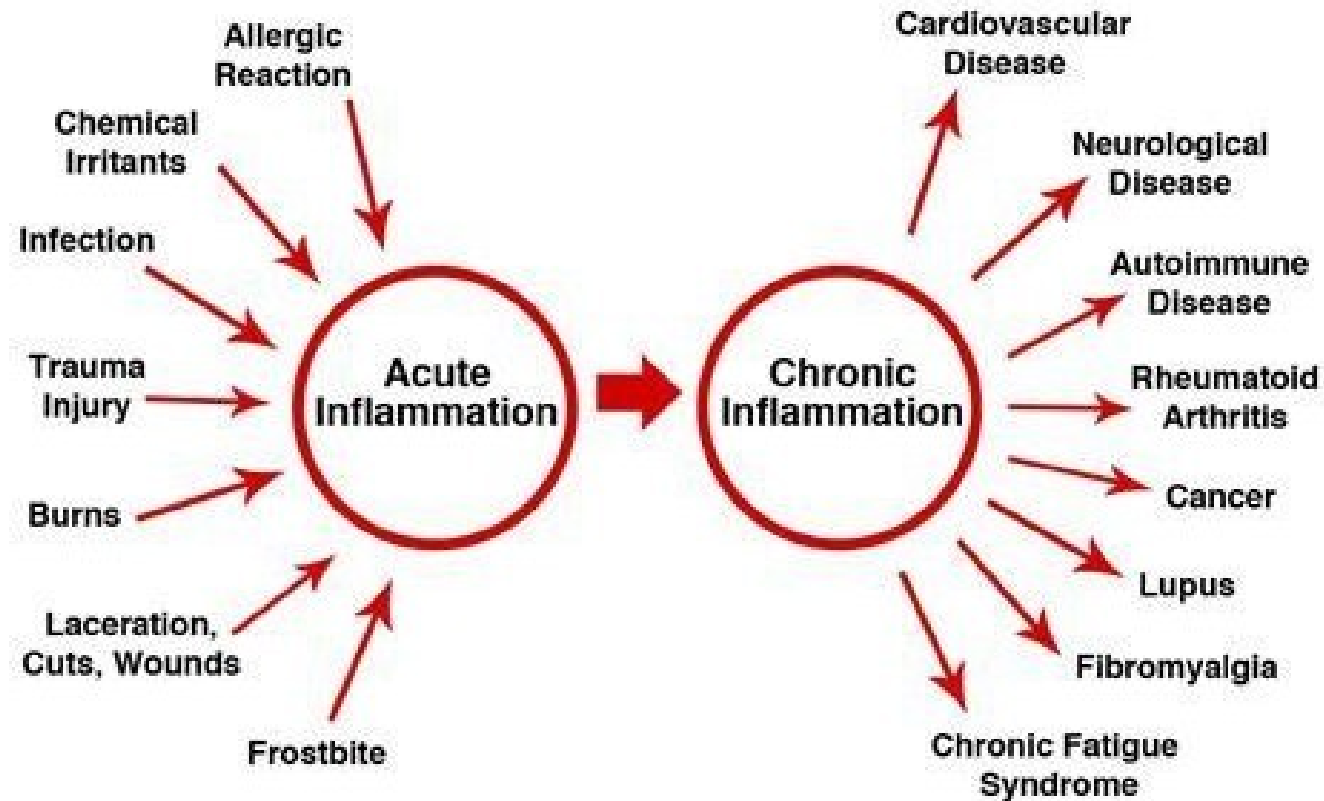 Allergic
Reaction
Chemical
Irritants
Infection
Trauma
Injury
Burns
Laceration,
Cuts, Wounds
Frostbite
Acute
Inflammation
Chronic
Inflammation
Cardiovascular
Disease
Neurological
Disease
Autoimmune
Disease
Rheumatoid
Arthritis
Cancer
Lupus
Fibromyalgia
Chronic Fatigue
Syndrome